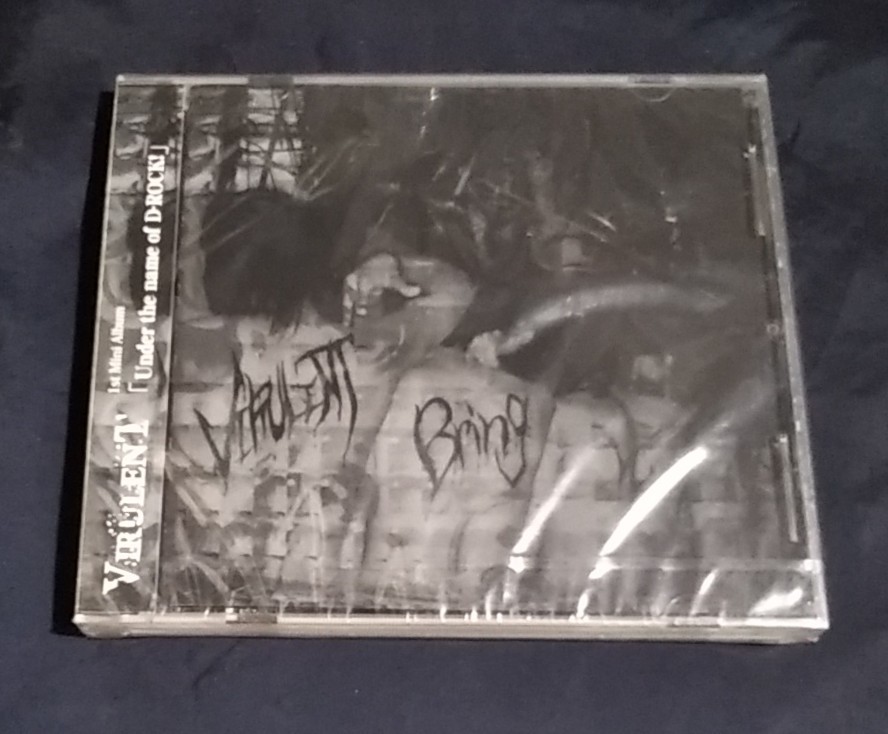 VIRULENT
1st Mini Album
「Under the name of D-ROCK!」
VIRULENT
Bring